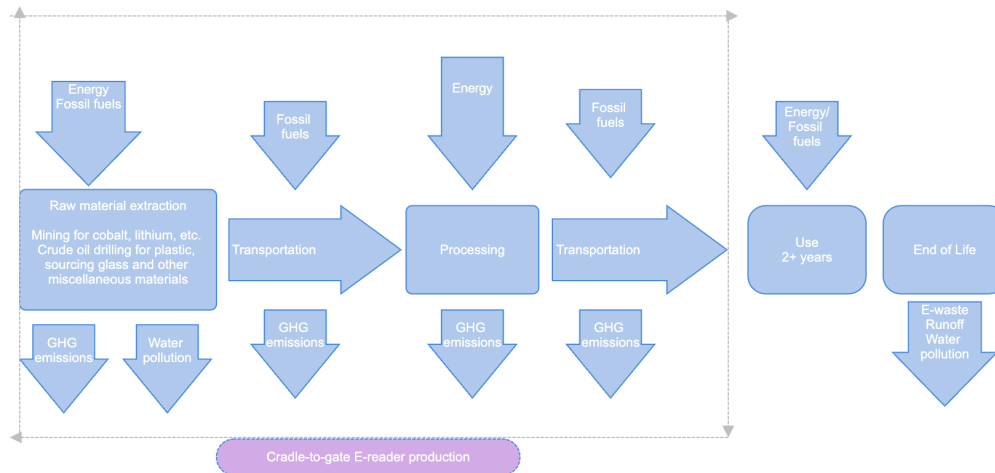 Energy
Fossil fuels
Fossil
fuels
Energy
Fossil
fuels
Energy/
Fossil
fuels
Raw material extraction
Mining for cobalt, lithium, etc.
Crude oil drilling for plastic,
sourcing glass and other
miscellaneous materials
Transportation
Processing
Transportation
Use
2+ years
End of Life
GHG
emissions
Water
pollution
GHG
emissions
GHG
emissions
GHG
emissions
E-waste
Runoff
Water
pollution
Cradle-to-gate E-reader production